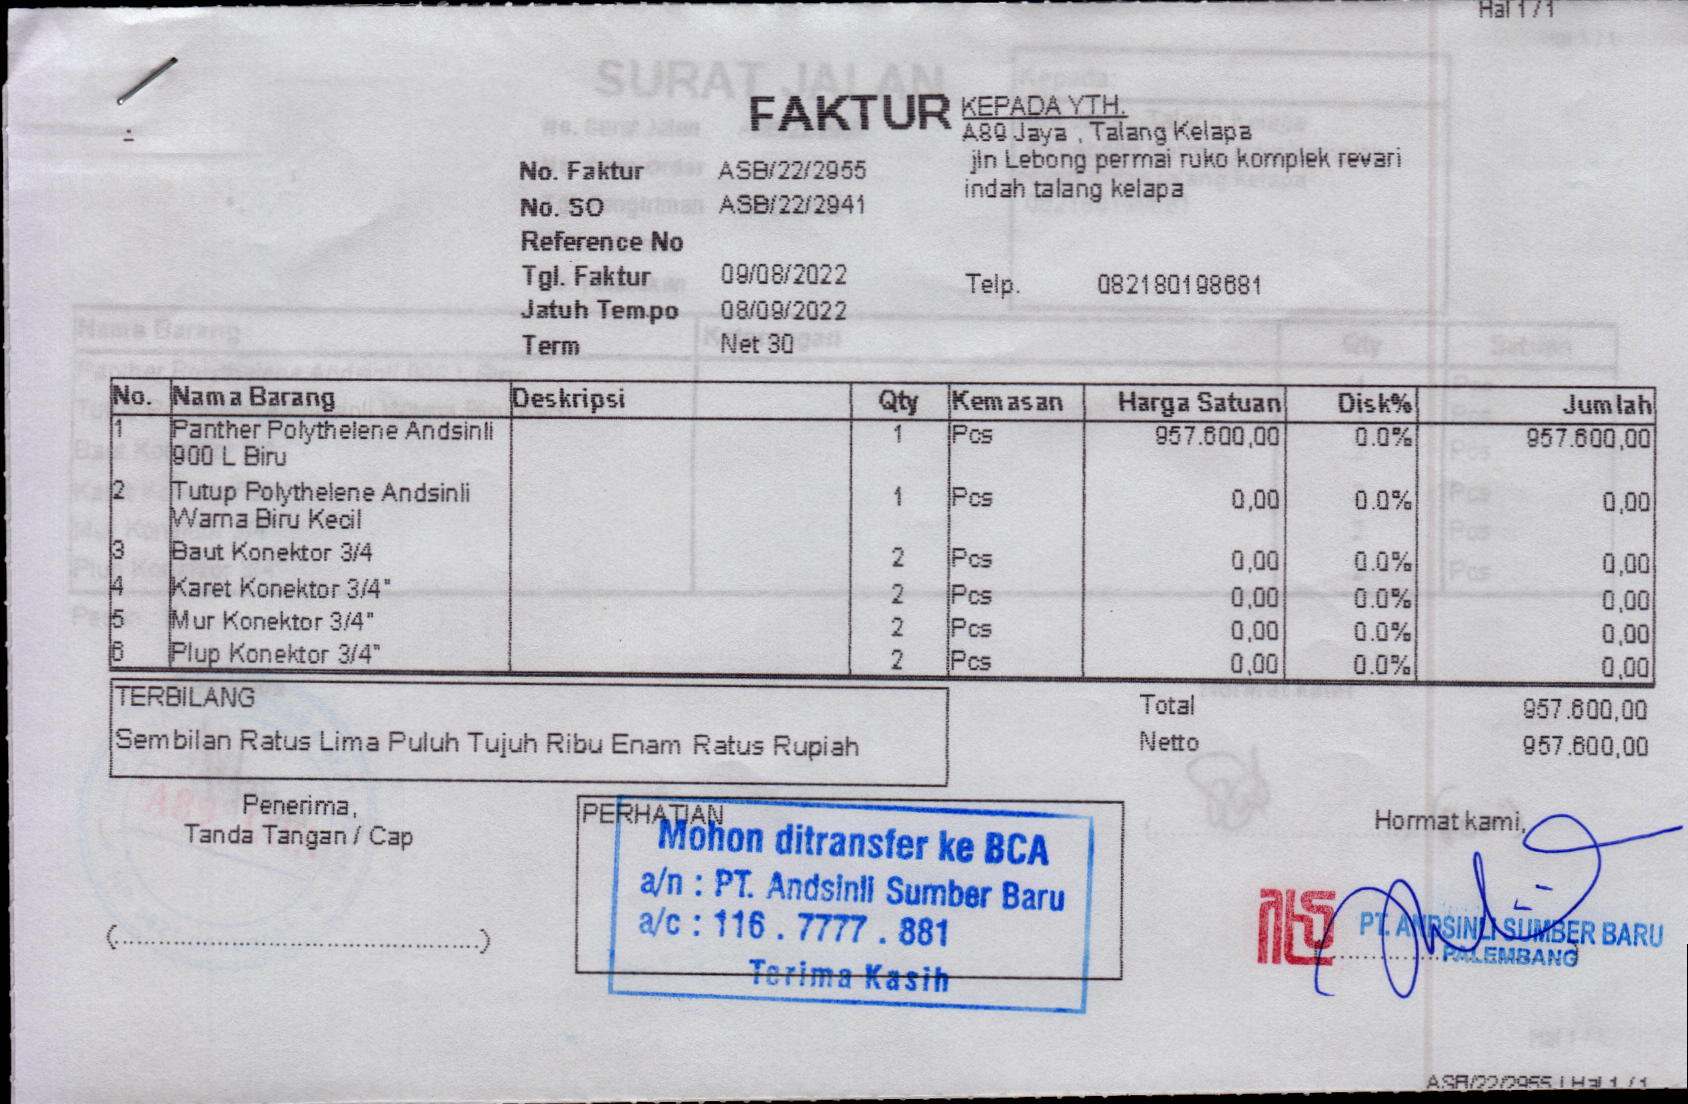 Hal 1 / 1
FAKTUR
KEPADA YTH.
A89 Jaya , Talang Kelapa
jln Lebong permai ruko komplek revari
indah talang kelapa
No. Faktur ASB/22/2955
No. SO ASB/22/2941
Reference No
Tgl. Faktur 09/08/2022
Telp. 082180198681
Jatuh Tempo 08/09/2022
Term Net 30
No. Nama Barang Deskripsi Qty Kemasan Harga Satuan Disk% Jumlah
1 Panther Polythelene Andsinli 1 Pcs 957.600,00 0.0% 957.600,00
900 L Biru
2 Tutup Polythelene Andsinli 1 Pcs 0,00 0.0% 0,00
Warna Biru Kecil
3 Baut Konektor 3/4 2 Pcs 0,00 0.0% 0,00
4 Karet Konektor 3/4" 2 Pcs 0,00 0.0% 0,00
5 Mur Konektor 3/4" 2 Pcs 0,00 0.0% 0,00
6 Plup Konektor 3/4" 2 Pcs 0,00 0.0% 0,00
TERBILANG
Sembilan Ratus Lima Puluh Tujuh Ribu Enam Ratus Rupiah
Total 957.600,00
Netto 957.600,00
Penerima,
Tanda Tangan / Cap
(............................................)
PERHATIAN
Mohon ditransfer ke BCA
a/n : PT. Andsinli Sumber Baru
a/c : 116 . 7777 . 881
Terima Kasih
Hormat kami,
PT. ANDSINLI SUMBER BARU
PALEMBANG
ASB/22/2955 | Hal 1 / 1